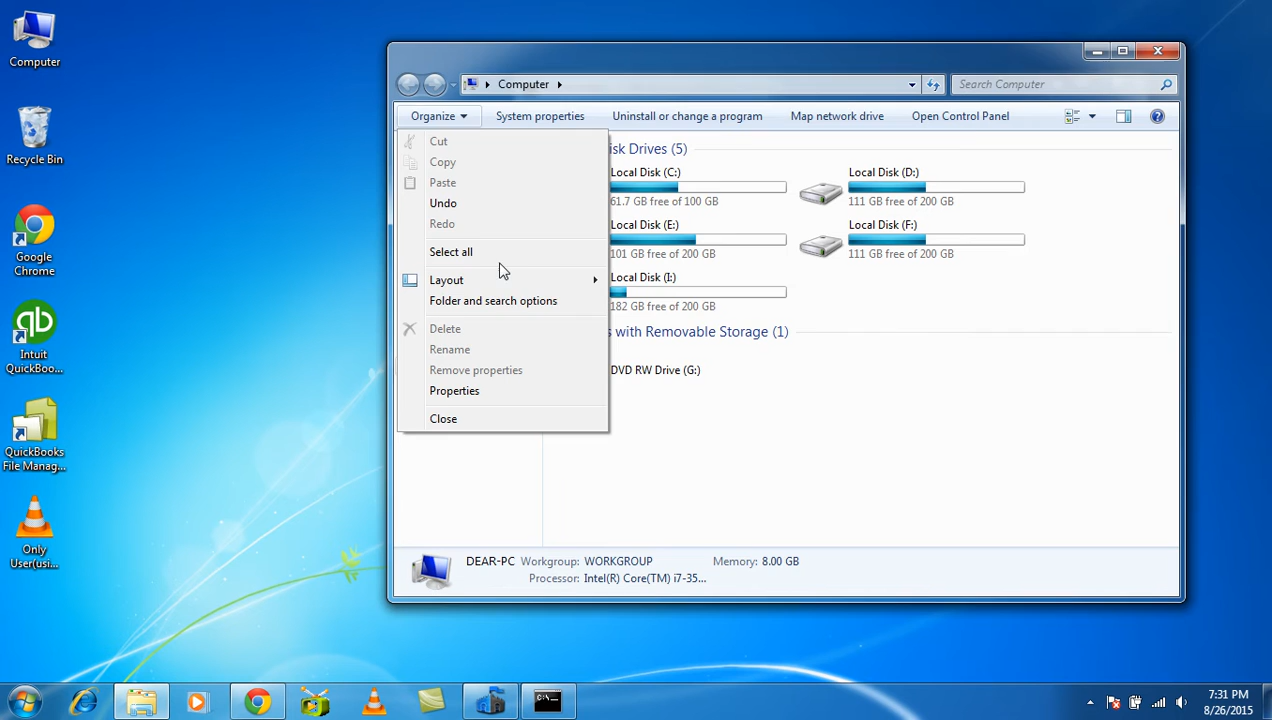 Computer
Recycle Bin
Google
Chrome
Intuit
QuickBoo...
QuickBooks
File Manag...
Only
User(usi...
Computer
Search Computer
Organize
System properties
Uninstall or change a program
Map network drive
Open Control Panel
Cut
Copy
Paste
Undo
Redo
Select all
Layout
Folder and search options
Delete
Rename
Remove properties
Properties
Close
isk Drives (5)
Local Disk (C:)
61.7 GB free of 100 GB
Local Disk (D:)
111 GB free of 200 GB
Local Disk (E:)
101 GB free of 200 GB
Local Disk (F:)
111 GB free of 200 GB
Local Disk (I:)
182 GB free of 200 GB
s with Removable Storage (1)
DVD RW Drive (G:)
DEAR-PC Workgroup: WORKGROUP Memory: 8.00 GB
Processor: Intel(R) Core(TM) i7-35...
qb
C:\
7:31 PM
8/26/2015